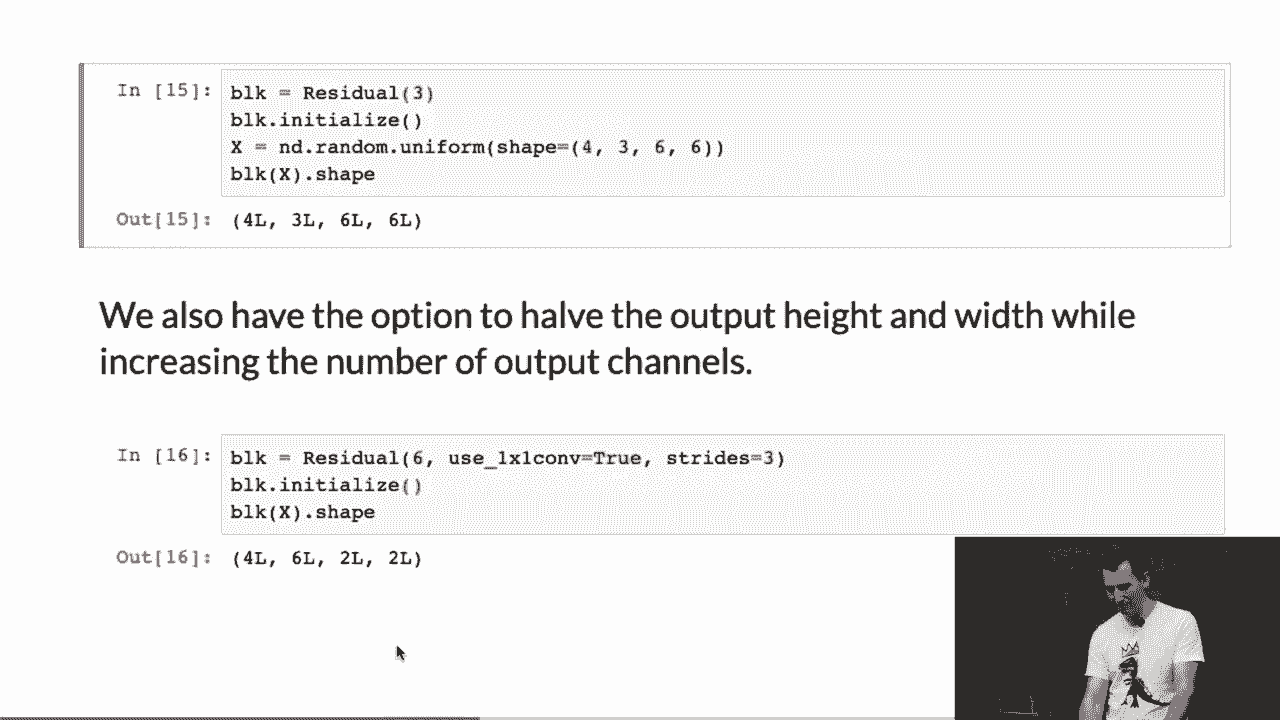 In [15]:
blk = Residual(3)
blk.initialize()
X = nd.random.uniform(shape=(4, 3, 6, 6))
blk(X).shape
Out[15]: (4L, 3L, 6L, 6L)
We also have the option to halve the output height and width while
increasing the number of output channels.
In [16]:
blk = Residual(6, use_1x1conv=True, strides=3)
blk.initialize()
blk(X).shape
Out[16]: (4L, 6L, 2L, 2L)